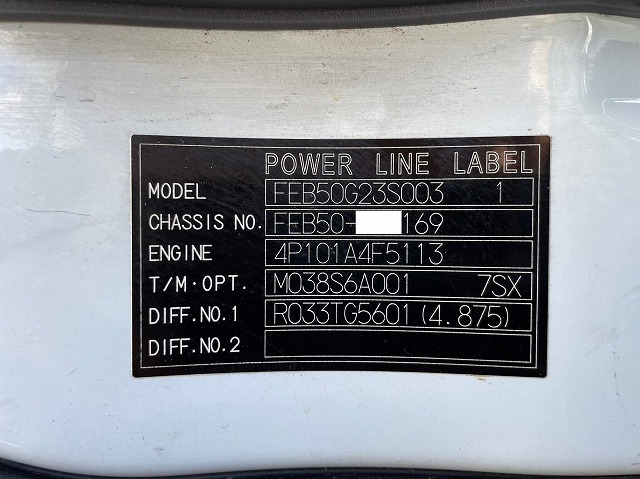 POWER LINE LABEL
MODEL FEB50G23S003 1
CHASSIS NO. FEB50- 169
ENGINE 4P101A4F5113
T/M·OPT. M038S6A001 7SX
DIFF.NO.1 R033TG5601 (4.875)
DIFF.NO.2